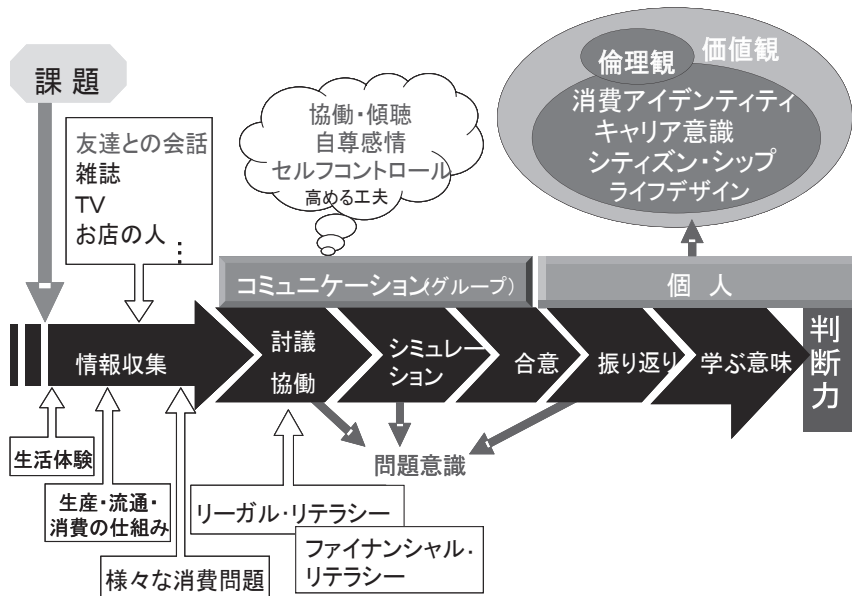 課題
友達との会話
雑誌
TV
お店の人
⋮
協働・傾聴
自尊感情
セルフコントロール
高める工夫
倫理観
価値観
消費アイデンティティ
キャリア意識
シティズン・シップ
ライフデザイン
コミュニケーション(グループ)
個人
情報収集
討議
協働
シミュレー
ション
合意
振り返り
学ぶ意味
判断力
生活体験
生産・流通・
消費の仕組み
様々な消費問題
問題意識
リーガル・リテラシー
ファイナンシャル・
リテラシー